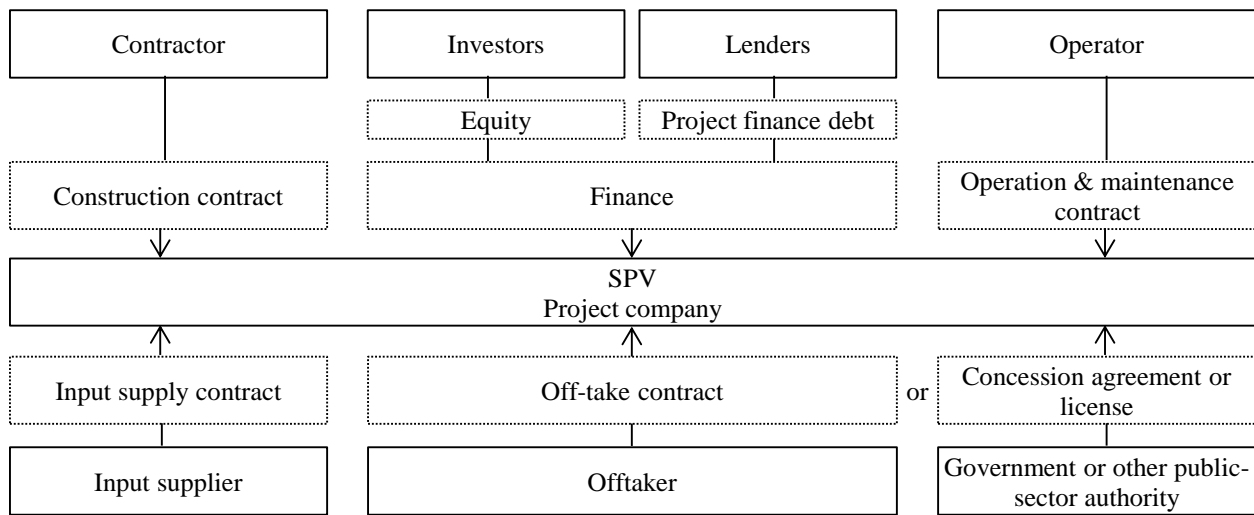 Contractor
Investors
Lenders
Operator
Equity
Project finance debt
Construction contract
Finance
Operation & maintenance
contract
SPV
Project company
Input supply contract
Off-take contract
or
Concession agreement or
license
Input supplier
Offtaker
Government or other public-
sector authority